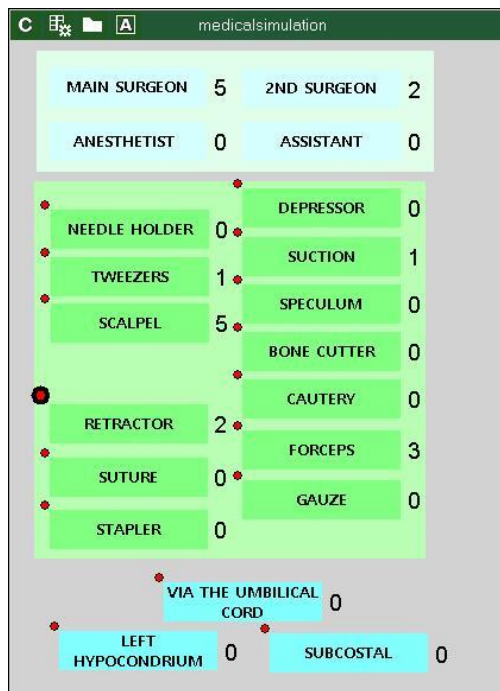 C A medicalsimulation
MAIN SURGEON 5 2ND SURGEON 2
ANESTHETIST 0 ASSISTANT 0
DEPRESSOR 0
NEEDLE HOLDER 0
SUCTION 1
TWEEZERS 1
SPECULUM 0
SCALPEL 5
BONE CUTTER 0
CAUTERY 0
RETRACTOR 2
FORCEPS 3
SUTURE 0
GAUZE 0
STAPLER 0
VIA THE UMBILICAL
CORD 0
LEFT
HYPOCONDRIUM 0
SUBCOSTAL 0